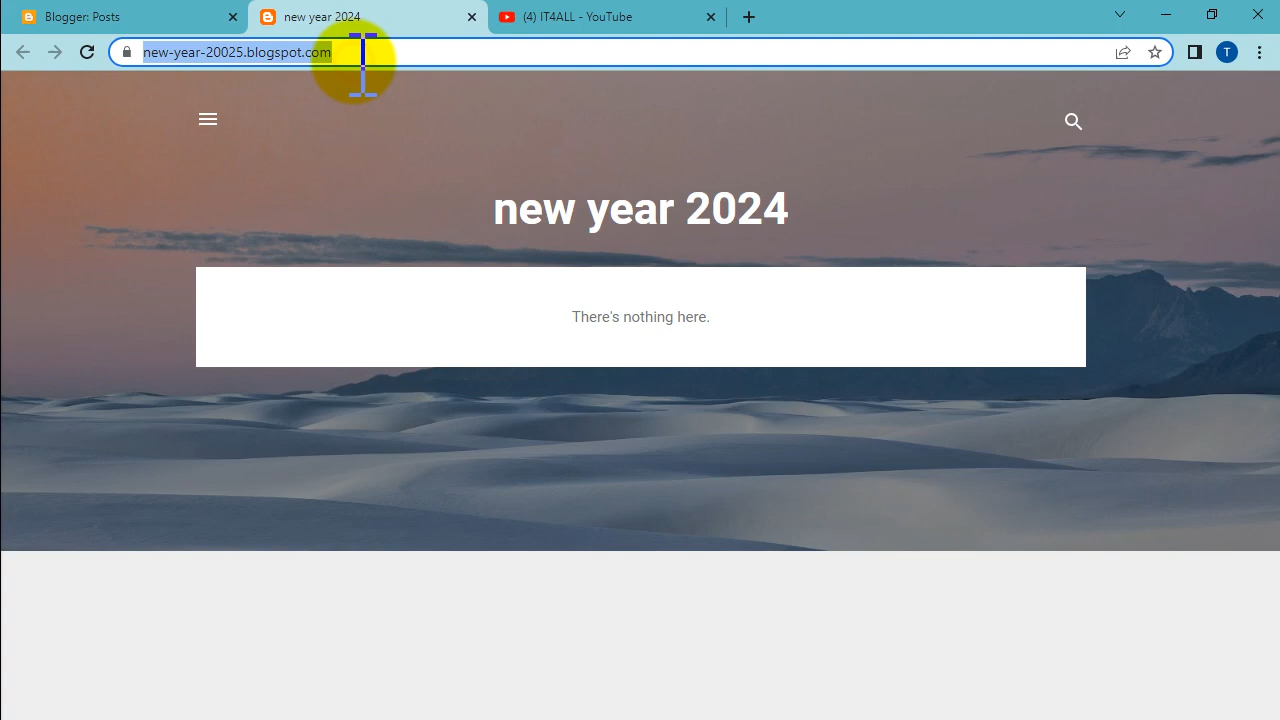 Blogger: Posts
new year 2024
(4) IT4ALL - YouTube
new-year-20025.blogspot.com
T
new year 2024
There's nothing here.